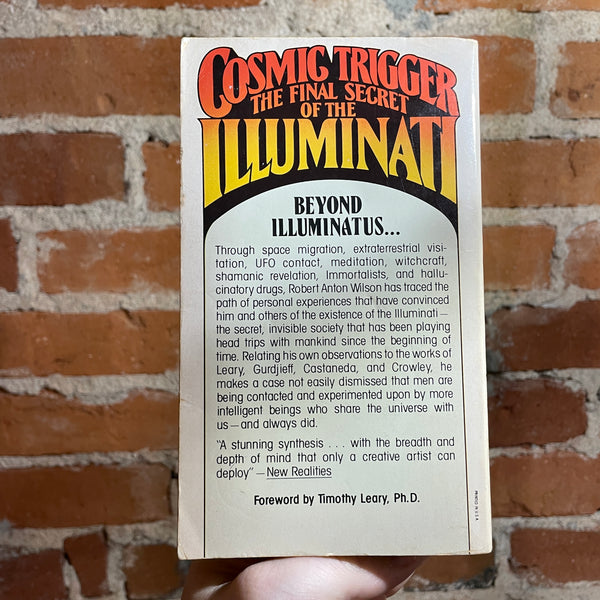 COSMIC TRIGGER
THE FINAL SECRET
OF THE
ILLUMINATI
BEYOND
ILLUMINATUS...
Through space migration, extraterrestrial visi-
tation, UFO contact, meditation, witchcraft,
shamanic revelation, Immortalists, and hallu-
cinatory drugs, Robert Anton Wilson has traced the
path of personal experiences that have convinced
him and others of the existence of the Illuminati—
the secret, invisible society that has been playing
head trips with mankind since the beginning of
time. Relating his own observations to the works of
Leary, Gurdjieff, Castaneda, and Crowley, he
makes a case not easily dismissed that men are
being contacted and experimented upon by more
intelligent beings who share the universe with
us—and always did.
"A stunning synthesis . . . with the breadth and
depth of mind that only a creative artist can
deploy"—New Realities
Foreword by Timothy Leary, Ph.D.
PRINTED IN U.S.A.